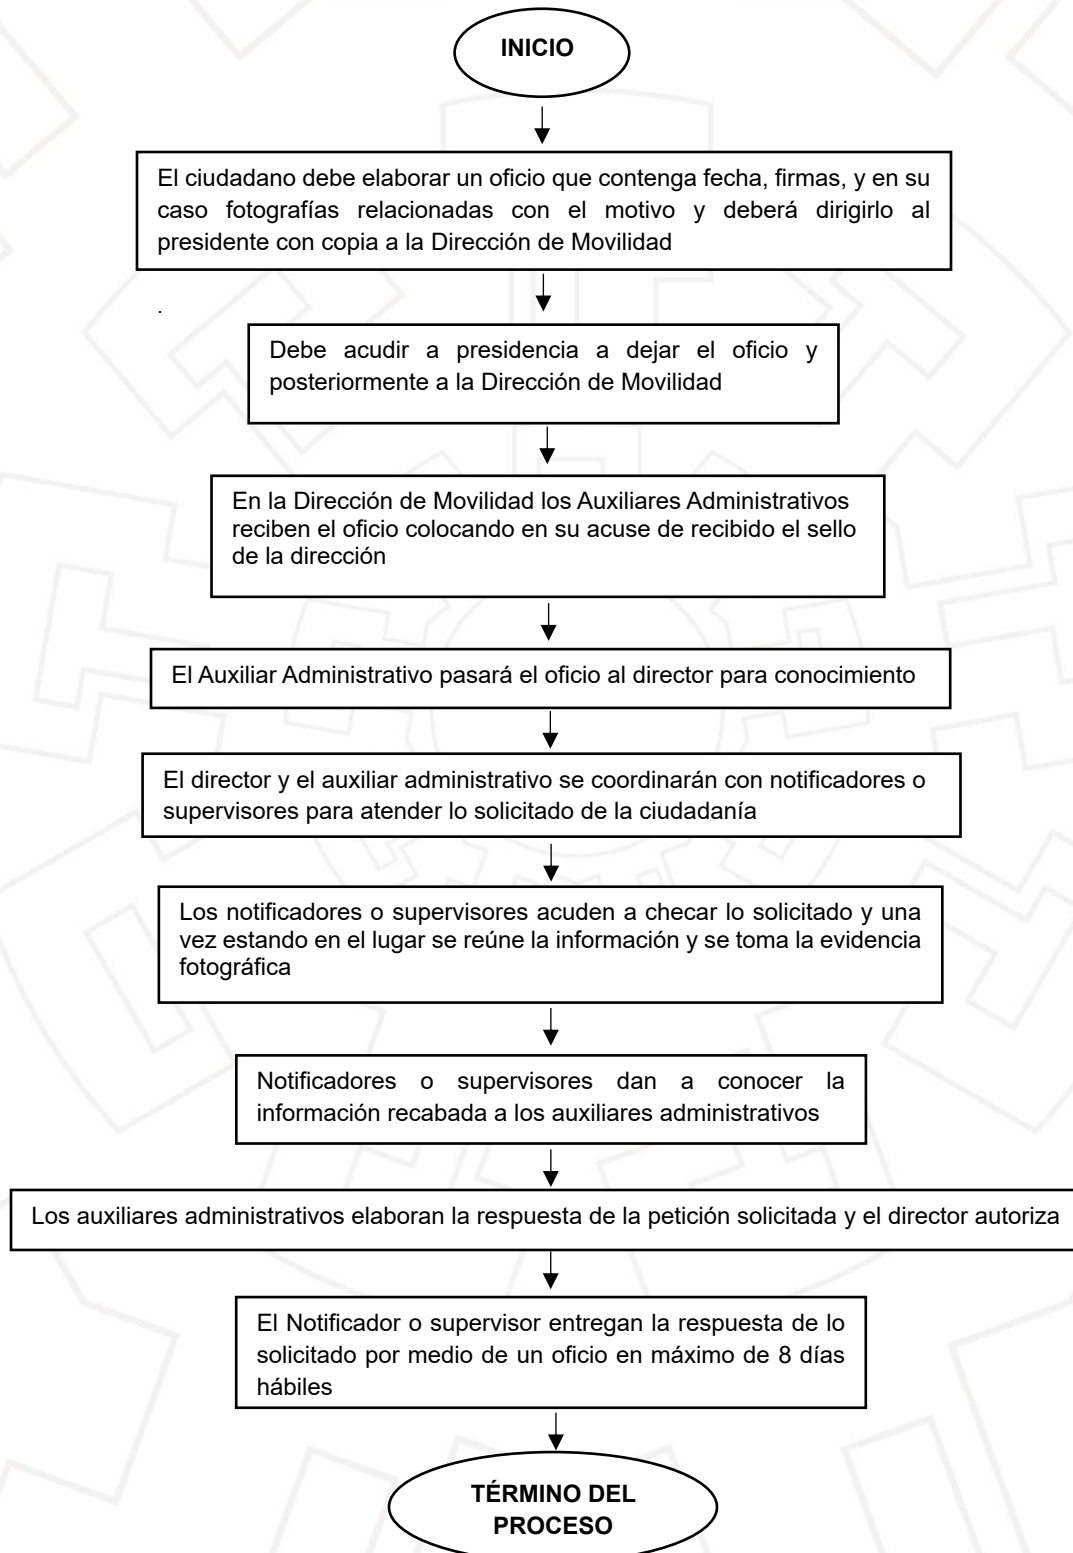 INICIO
El ciudadano debe elaborar un oficio que contenga fecha, firmas, y en su
caso fotografías relacionadas con el motivo y deberá dirigirlo al
presidente con copia a la Dirección de Movilidad
.
Debe acudir a presidencia a dejar el oficio y
posteriormente a la Dirección de Movilidad
En la Dirección de Movilidad los Auxiliares Administrativos
reciben el oficio colocando en su acuse de recibido el sello
de la dirección
El Auxiliar Administrativo pasará el oficio al director para conocimiento
El director y el auxiliar administrativo se coordinarán con notificadores o
supervisores para atender lo solicitado de la ciudadanía
Los notificadores o supervisores acuden a checar lo solicitado y una
vez estando en el lugar se reúne la información y se toma la evidencia
fotográfica
Notificadores o supervisores dan a conocer la
información recabada a los auxiliares administrativos
Los auxiliares administrativos elaboran la respuesta de la petición solicitada y el director autoriza
El Notificador o supervisor entregan la respuesta de lo
solicitado por medio de un oficio en máximo de 8 días
hábiles
TÉRMINO DEL
PROCESO